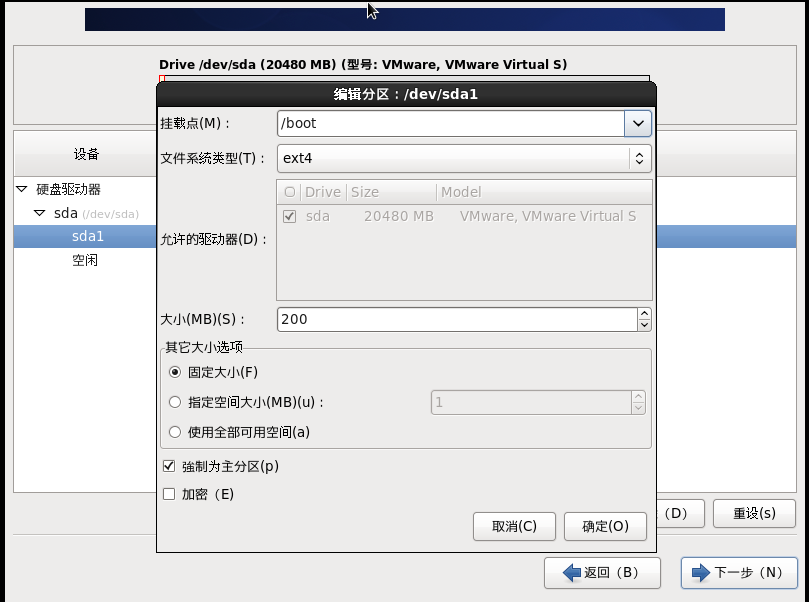 Drive /dev/sda (20480 MB) (型号: VMware, VMware Virtual S)
编辑分区：/dev/sda1
挂载点(M)：
/boot
文件系统类型(T)：
ext4
允许的驱动器(D)：
Drive Size Model
sda 20480 MB VMware, VMware Virtual S
大小(MB)(S)：
200
其它大小选项
固定大小(F)
指定空间大小(MB)(u)：
1
使用全部可用空间(a)
強制为主分区(p)
加密（E)
取消(C)
确定(O)
设备
硬盘驱动器
sda (/dev/sda)
sda1
空闲
（D）
重设(s)
返回（B）
下一步（N）